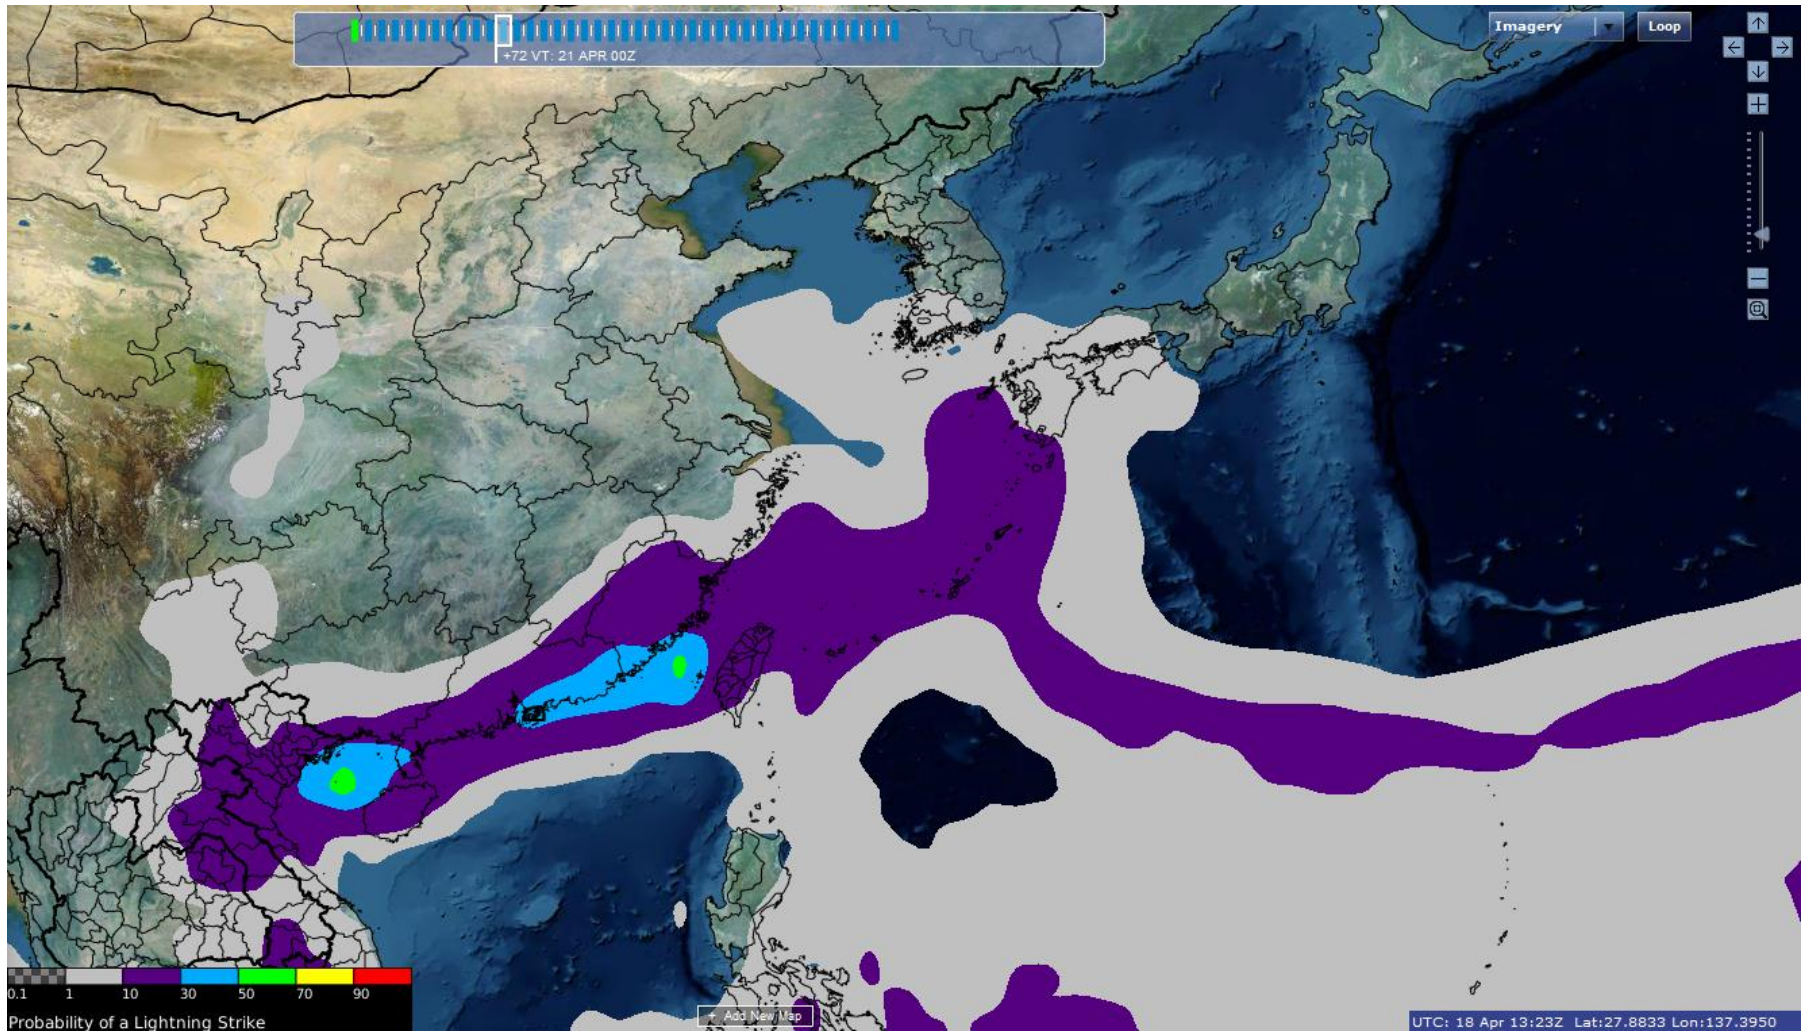 Imagery
Loop
+72 VT: 21 APR 00Z
0.1 1 10 30 50 70 90
Probability of a Lightning Strike
+ Add New Map
UTC: 18 Apr 13:23Z Lat:27.8833 Lon:137.3950